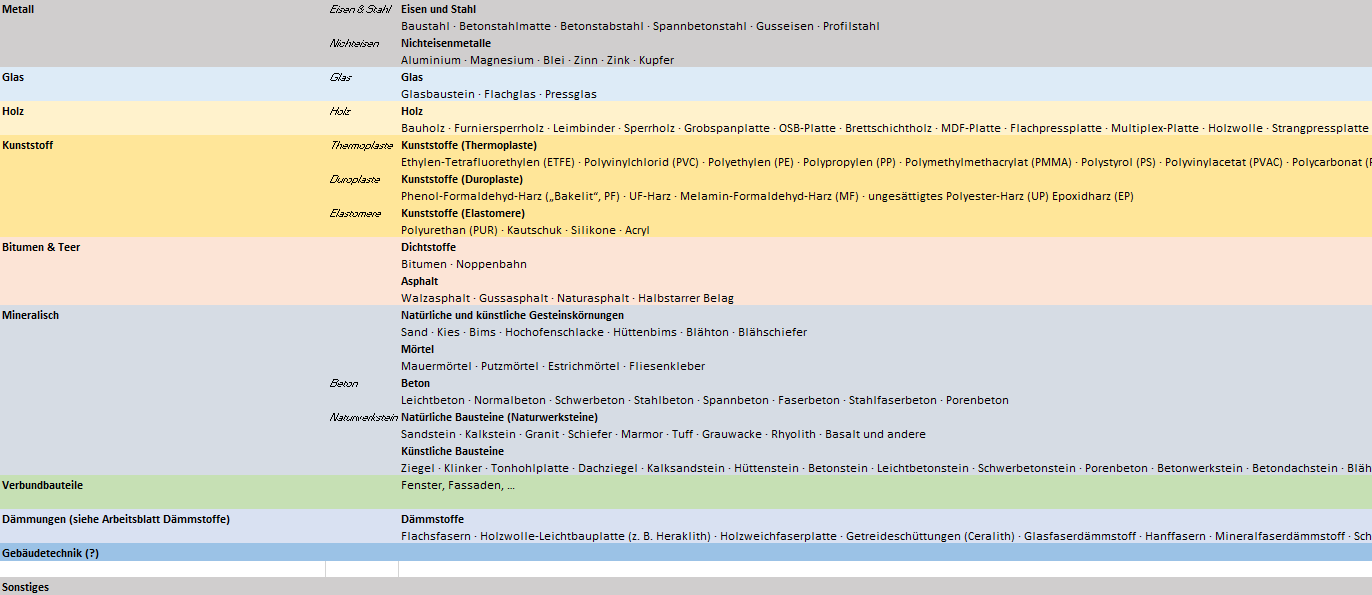 Metall Eisen & Stahl Eisen und Stahl
Baustahl · Betonstahlmatte · Betonstabstahl · Spannbetonstahl · Gusseisen · Profilstahl
Nichteisen Nichteisenmetalle
Aluminium · Magnesium · Blei · Zinn · Zink · Kupfer
Glas Glas Glas
Glasbaustein · Flachglas · Pressglas
Holz Holz Holz
Bauholz · Furniersperrholz · Leimbinder · Sperrholz · Grobspanplatte · OSB-Platte · Brettschichtholz · MDF-Platte · Flachpressplatte · Multiplex-Platte · Holzwolle · Strangpressplatte
Kunststoff Thermoplaste Kunststoffe (Thermoplaste)
Ethylen-Tetrafluorethylen (ETFE) · Polyvinylchlorid (PVC) · Polyethylen (PE) · Polypropylen (PP) · Polymethylmethacrylat (PMMA) · Polystyrol (PS) · Polyvinylacetat (PVAC) · Polycarbonat (P
Duroplaste Kunststoffe (Duroplaste)
Phenol-Formaldehyd-Harz („Bakelit“, PF) · UF-Harz · Melamin-Formaldehyd-Harz (MF) · ungesättigtes Polyester-Harz (UP) Epoxidharz (EP)
Elastomere Kunststoffe (Elastomere)
Polyurethan (PUR) · Kautschuk · Silikone · Acryl
Bitumen & Teer Dichtstoffe
Bitumen · Noppenbahn
Asphalt
Walzasphalt · Gussasphalt · Naturasphalt · Halbstarrer Belag
Mineralisch Natürliche und künstliche Gesteinskörnungen
Sand · Kies · Bims · Hochofenschlacke · Hüttenbims · Blähton · Blähschiefer
Mörtel
Mauermörtel · Putzmörtel · Estrichmörtel · Fliesenkleber
Beton Beton
Leichtbeton · Normalbeton · Schwerbeton · Stahlbeton · Spannbeton · Faserbeton · Stahlfaserbeton · Porenbeton
Naturwerkstein Natürliche Bausteine (Naturwerksteine)
Sandstein · Kalkstein · Granit · Schiefer · Marmor · Tuff · Grauwacke · Rhyolith · Basalt und andere
Künstliche Bausteine
Ziegel · Klinker · Tonhohlplatte · Dachziegel · Kalksandstein · Hüttenstein · Betonstein · Leichtbetonstein · Schwerbetonstein · Porenbeton · Betonwerkstein · Betondachstein · Bläh
Verbundbauteile Fenster, Fassaden, ...
Dämmungen (siehe Arbeitsblatt Dämmstoffe) Dämmstoffe
Flachsfasern · Holzwolle-Leichtbauplatte (z. B. Heraklith) · Holzweichfaserplatte · Getreideschüttungen (Ceralith) · Glasfaserdämmstoff · Hanffasern · Mineralfaserdämmstoff · Sch
Gebäudetechnik (?)
Sonstiges